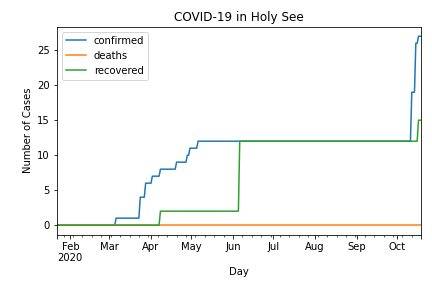 COVID-19 in Holy See
confirmed
deaths
recovered
Number of Cases
25
20
15
10
5
0
Feb Mar Apr May Jun Jul Aug Sep Oct
2020
Day